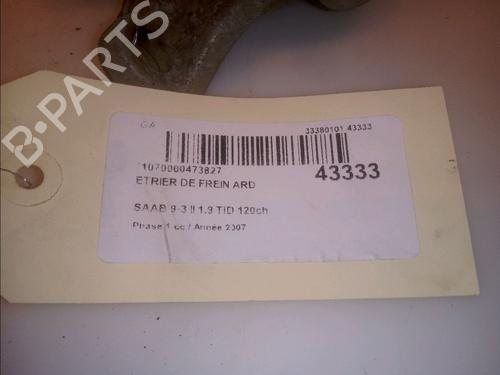 B-PARTS
GA
33380101 43333
*1070000473827
43333
ETRIER DE FREIN ARD
SAAB 9-3 II 1.9 TiD 120ch
Phase 1 cc / Année 2007